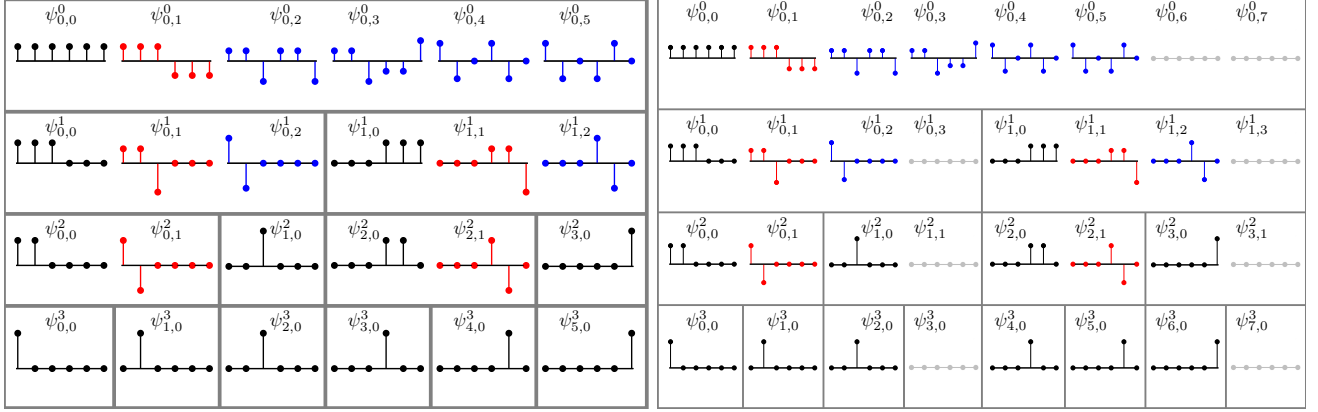 ψ^0_{0,0} ψ^0_{0,1} ψ^0_{0,2} ψ^0_{0,3} ψ^0_{0,4} ψ^0_{0,5}
ψ^1_{0,0} ψ^1_{0,1} ψ^1_{0,2} ψ^1_{1,0} ψ^1_{1,1} ψ^1_{1,2}
ψ^2_{0,0} ψ^2_{0,1} ψ^2_{1,0} ψ^2_{2,0} ψ^2_{2,1} ψ^2_{3,0}
ψ^3_{0,0} ψ^3_{1,0} ψ^3_{2,0} ψ^3_{3,0} ψ^3_{4,0} ψ^3_{5,0}
ψ^0_{0,0} ψ^0_{0,1} ψ^0_{0,2} ψ^0_{0,3} ψ^0_{0,4} ψ^0_{0,5} ψ^0_{0,6} ψ^0_{0,7}
ψ^1_{0,0} ψ^1_{0,1} ψ^1_{0,2} ψ^1_{0,3} ψ^1_{1,0} ψ^1_{1,1} ψ^1_{1,2} ψ^1_{1,3}
ψ^2_{0,0} ψ^2_{0,1} ψ^2_{1,0} ψ^2_{1,1} ψ^2_{2,0} ψ^2_{2,1} ψ^2_{3,0} ψ^2_{3,1}
ψ^3_{0,0} ψ^3_{1,0} ψ^3_{2,0} ψ^3_{3,0} ψ^3_{4,0} ψ^3_{5,0} ψ^3_{6,0} ψ^3_{7,0}